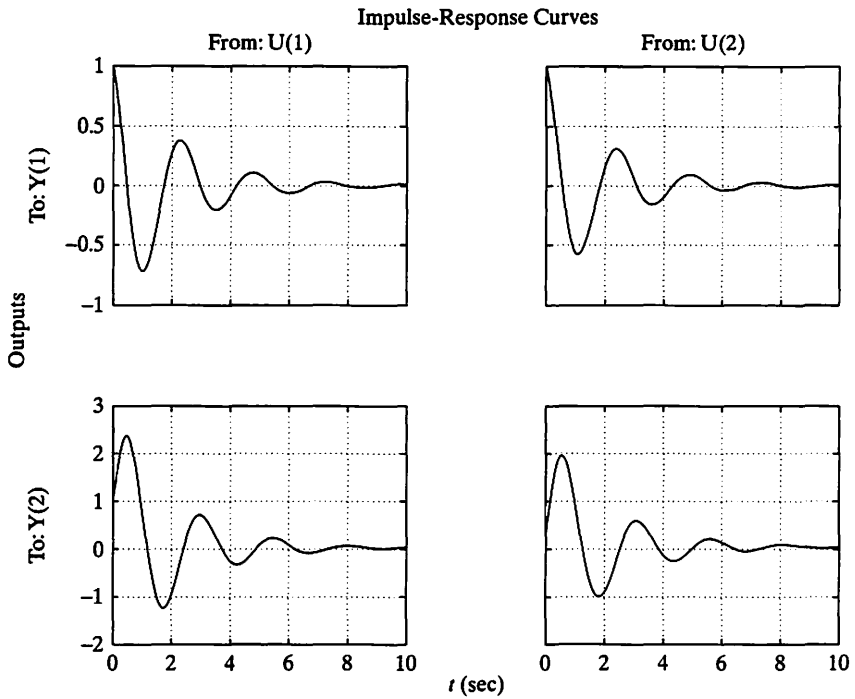 Impulse-Response Curves
From: U(1)
From: U(2)
Outputs
To: Y(1)
1
0.5
0
−0.5
−1
To: Y(2)
3
2
1
0
−1
−2
0 2 4 6 8 10
0 2 4 6 8 10
t (sec)